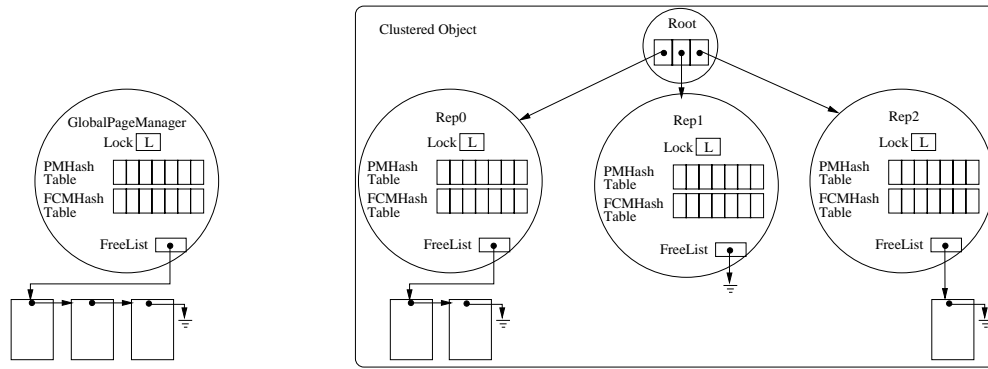 GlobalPageManager
Lock L
PMHash
Table
FCMHash
Table
FreeList
Clustered Object
Root
Rep0
Lock L
PMHash
Table
FCMHash
Table
FreeList
Rep1
Lock L
PMHash
Table
FCMHash
Table
FreeList
Rep2
Lock L
PMHash
Table
FCMHash
Table
FreeList